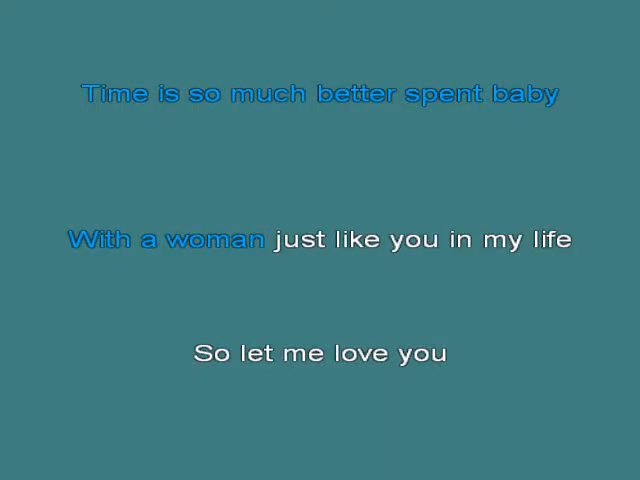 Time is so much better spent baby
With a woman just like you in my life
So let me love you